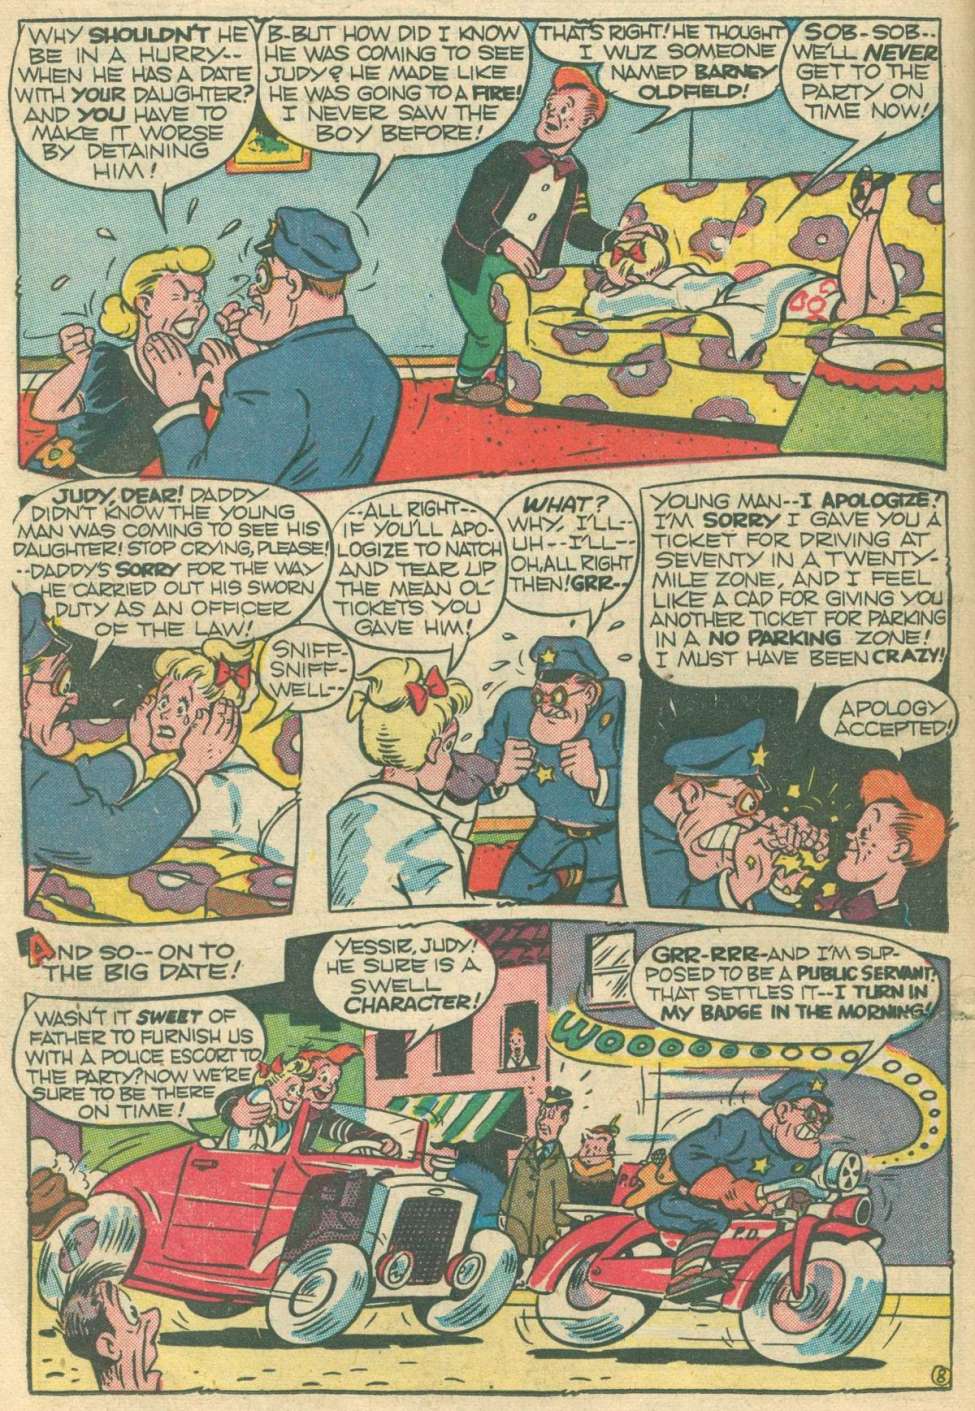 WHY SHOULDN'T HE
BE IN A HURRY--
WHEN HE HAS A DATE
WITH YOUR DAUGHTER?
AND YOU HAVE TO
MAKE IT WORSE
BY DETAINING
HIM!
B-BUT HOW DID I KNOW
HE WAS COMING TO SEE
JUDY? HE MADE LIKE
HE WAS GOING TO A FIRE!
I NEVER SAW THE
BOY BEFORE!
THAT'S RIGHT! HE THOUGHT
I WUZ SOMEONE
NAMED BARNEY
OLDFIELD!
SOB-SOB--
WE'LL NEVER
GET TO THE
PARTY ON
TIME NOW!
JUDY, DEAR! DADDY
DIDN'T KNOW THE YOUNG
MAN WAS COMING TO SEE HIS
DAUGHTER! STOP CRYING, PLEASE!
--DADDY'S SORRY FOR THE WAY
HE CARRIED OUT HIS SWORN
DUTY AS AN OFFICER
OF THE LAW!
SNIFF-
SNIFF-
WELL--
--ALL RIGHT--
IF YOU'LL APO-
LOGIZE TO NATCH
AND TEAR UP
THE MEAN OL'
TICKETS YOU
GAVE HIM!
WHAT?
WHY, I'LL--
UH--I'LL--
OH, ALL RIGHT
THEN! GRR--
YOUNG MAN--I APOLOGIZE!
I'M SORRY I GAVE YOU A
TICKET FOR DRIVING AT
SEVENTY IN A TWENTY-
MILE ZONE, AND I FEEL
LIKE A CAD FOR GIVING YOU
ANOTHER TICKET FOR PARKING
IN A NO PARKING ZONE!
I MUST HAVE BEEN CRAZY!
APOLOGY
ACCEPTED!
AND SO--ON TO
THE BIG DATE!
WASN'T IT SWEET OF
FATHER TO FURNISH US
WITH A POLICE ESCORT TO
THE PARTY? NOW WE'RE
SURE TO BE THERE
ON TIME!
YESSIR, JUDY!
HE SURE IS A
SWELL
CHARACTER!
GRR-RRR--AND I'M SUP-
POSED TO BE A PUBLIC SERVANT.
THAT SETTLES IT--I TURN IN
MY BADGE IN THE MORNING!
WOOOOOOOOO
P.D.
8